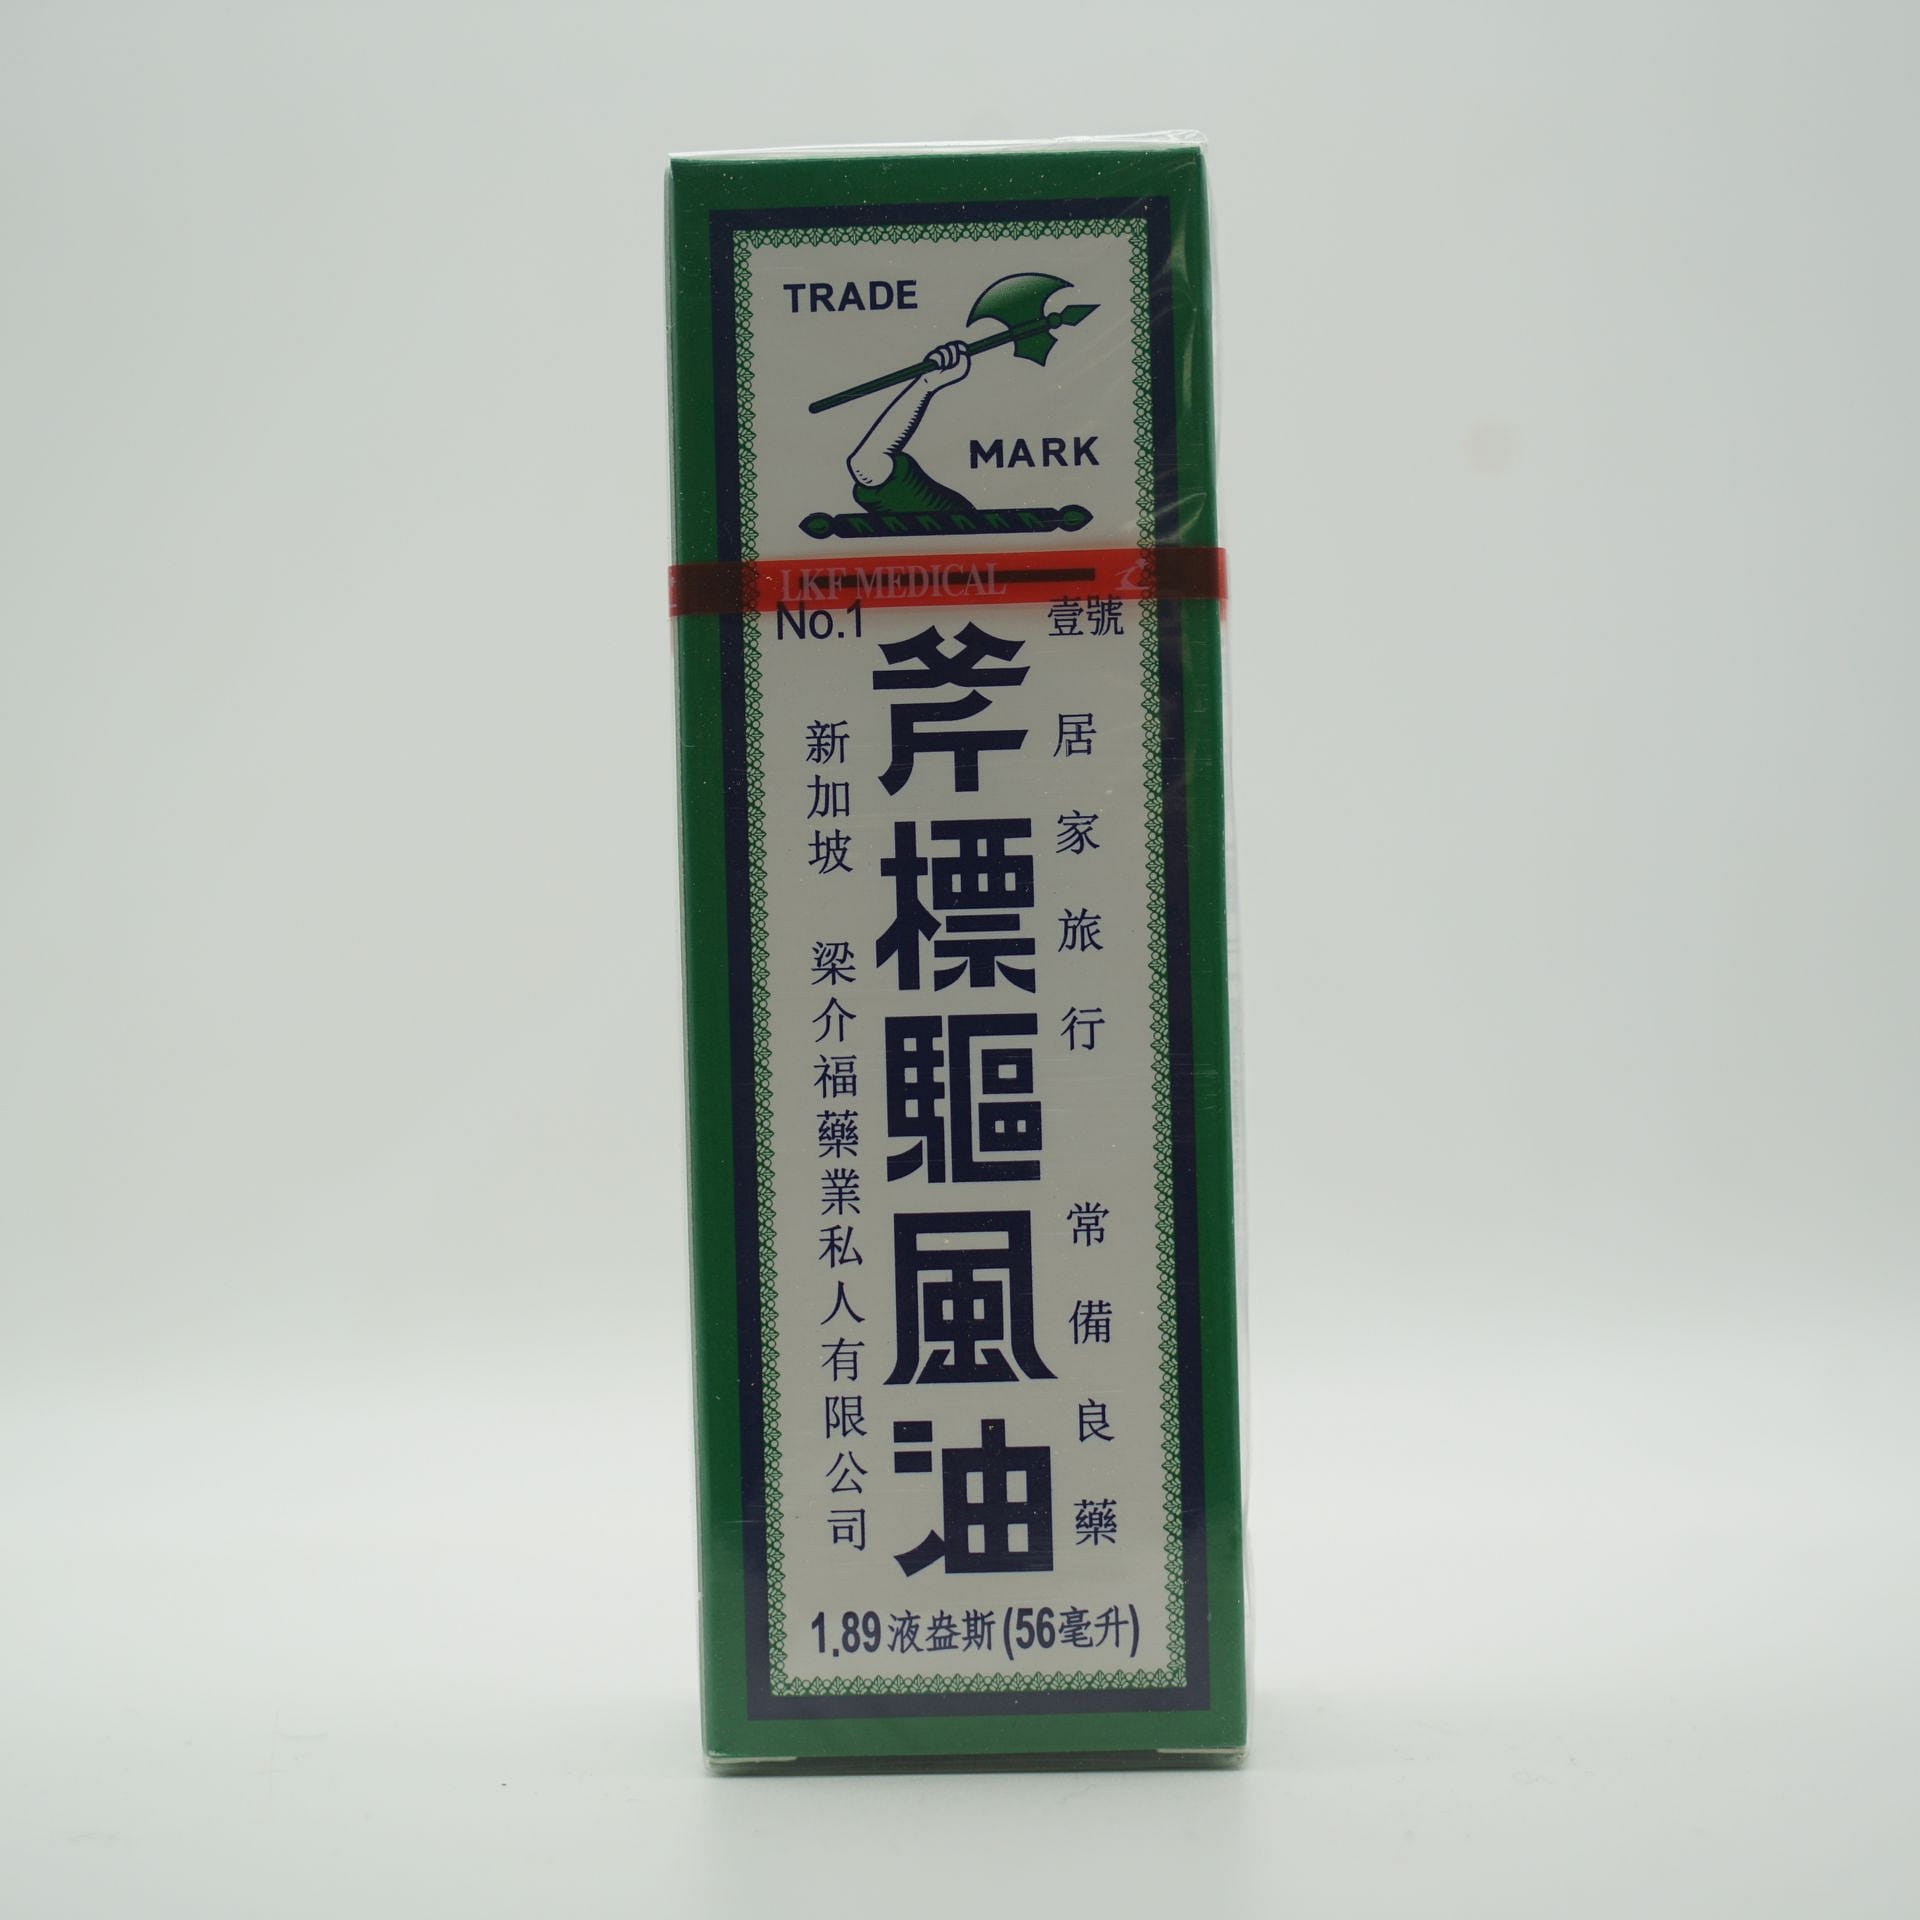 TRADE
MARK
LKF MEDICAL
No.1
壹號
居家旅行 常備良藥
斧標驅風油
新加坡 梁介福藥業私人有限公司
1.89液盎斯(56毫升)